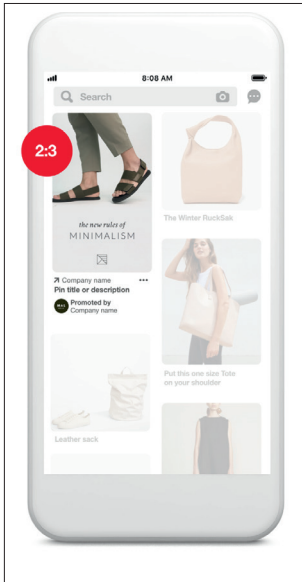 8:08 AM
Search
2:3
the new rules of
MINIMALISM
Company name
Pin title or description
Promoted by
Company name
The Winter RuckSak
Put this one size Tote
on your shoulder
Leather sack